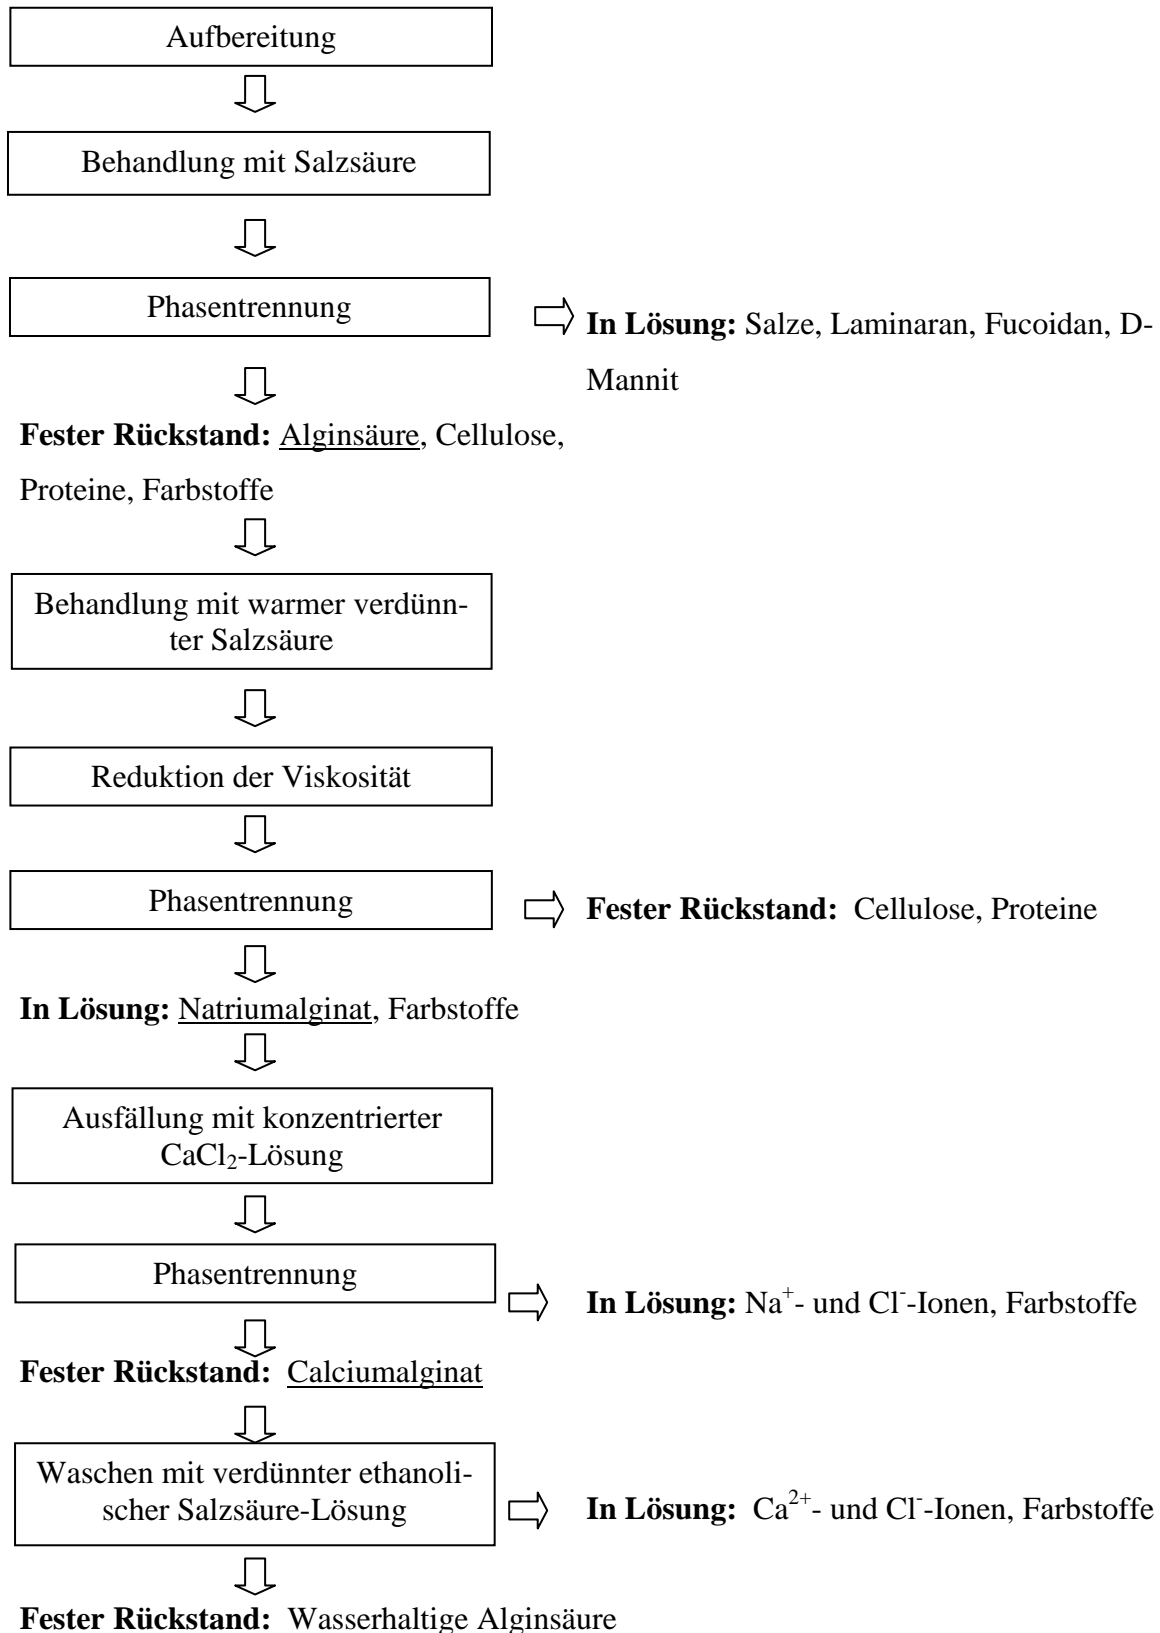 Aufbereitung
Behandlung mit Salzsäure
Phasentrennung
In Lösung: Salze, Laminaran, Fucoidan, D-
Mannit
Fester Rückstand: Alginsäure, Cellulose,
Proteine, Farbstoffe
Behandlung mit warmer verdünn-
ter Salzsäure
Reduktion der Viskosität
Phasentrennung
Fester Rückstand: Cellulose, Proteine
In Lösung: Natriumalginat, Farbstoffe
Ausfällung mit konzentrierter
CaCl₂-Lösung
Phasentrennung
In Lösung: Na⁺- und Cl⁻-Ionen, Farbstoffe
Fester Rückstand: Calciumalginat
Waschen mit verdünnter ethanoli-
scher Salzsäure-Lösung
In Lösung: Ca²⁺- und Cl⁻-Ionen, Farbstoffe
Fester Rückstand: Wasserhaltige Alginsäure